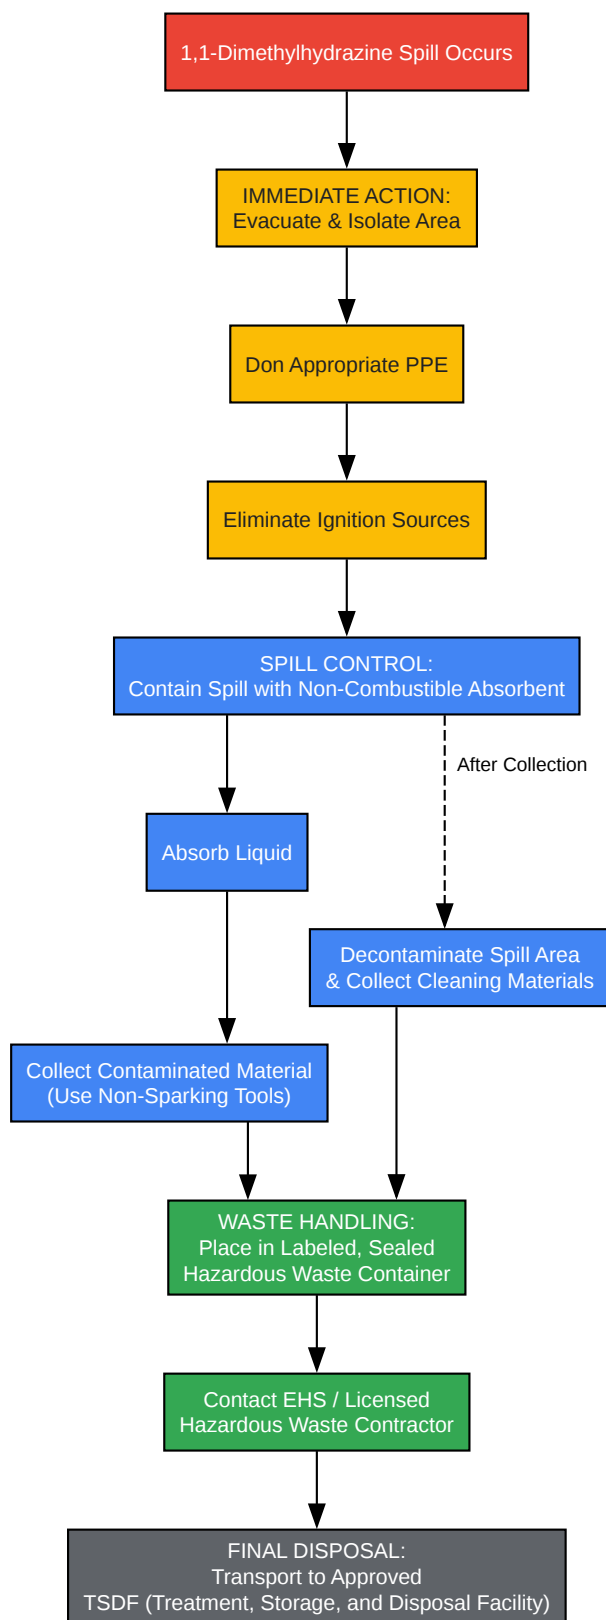 1,1-Dimethylhydrazine Spill Occurs
IMMEDIATE ACTION:
Evacuate & Isolate Area
Don Appropriate PPE
Eliminate Ignition Sources
SPILL CONTROL:
Contain Spill with Non-Combustible Absorbent
After Collection
Absorb Liquid
Decontaminate Spill Area
& Collect Cleaning Materials
Collect Contaminated Material
(Use Non-Sparking Tools)
WASTE HANDLING:
Place in Labeled, Sealed
Hazardous Waste Container
Contact EHS / Licensed
Hazardous Waste Contractor
FINAL DISPOSAL:
Transport to Approved
TSDF (Treatment, Storage, and Disposal Facility)